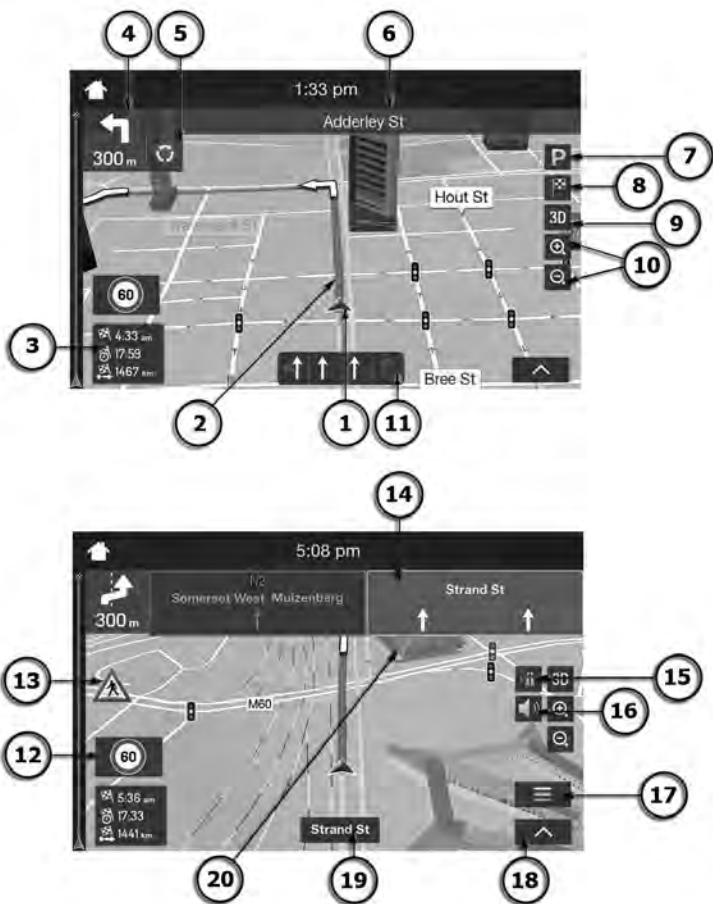 4 5 6
1:33 pm
Adderley St
300 m
P
7
8
Hout St
3D
9
10
60
3
4:33 am
17:59
1467 km
Bree St
2 1 11
14
5:08 pm
N2
Somerset West Muizenberg
Strand St
300 m
13
M60
3D
15
16
12
60
5:36 am
17:33
1441 km
17
Strand St
20 19 18